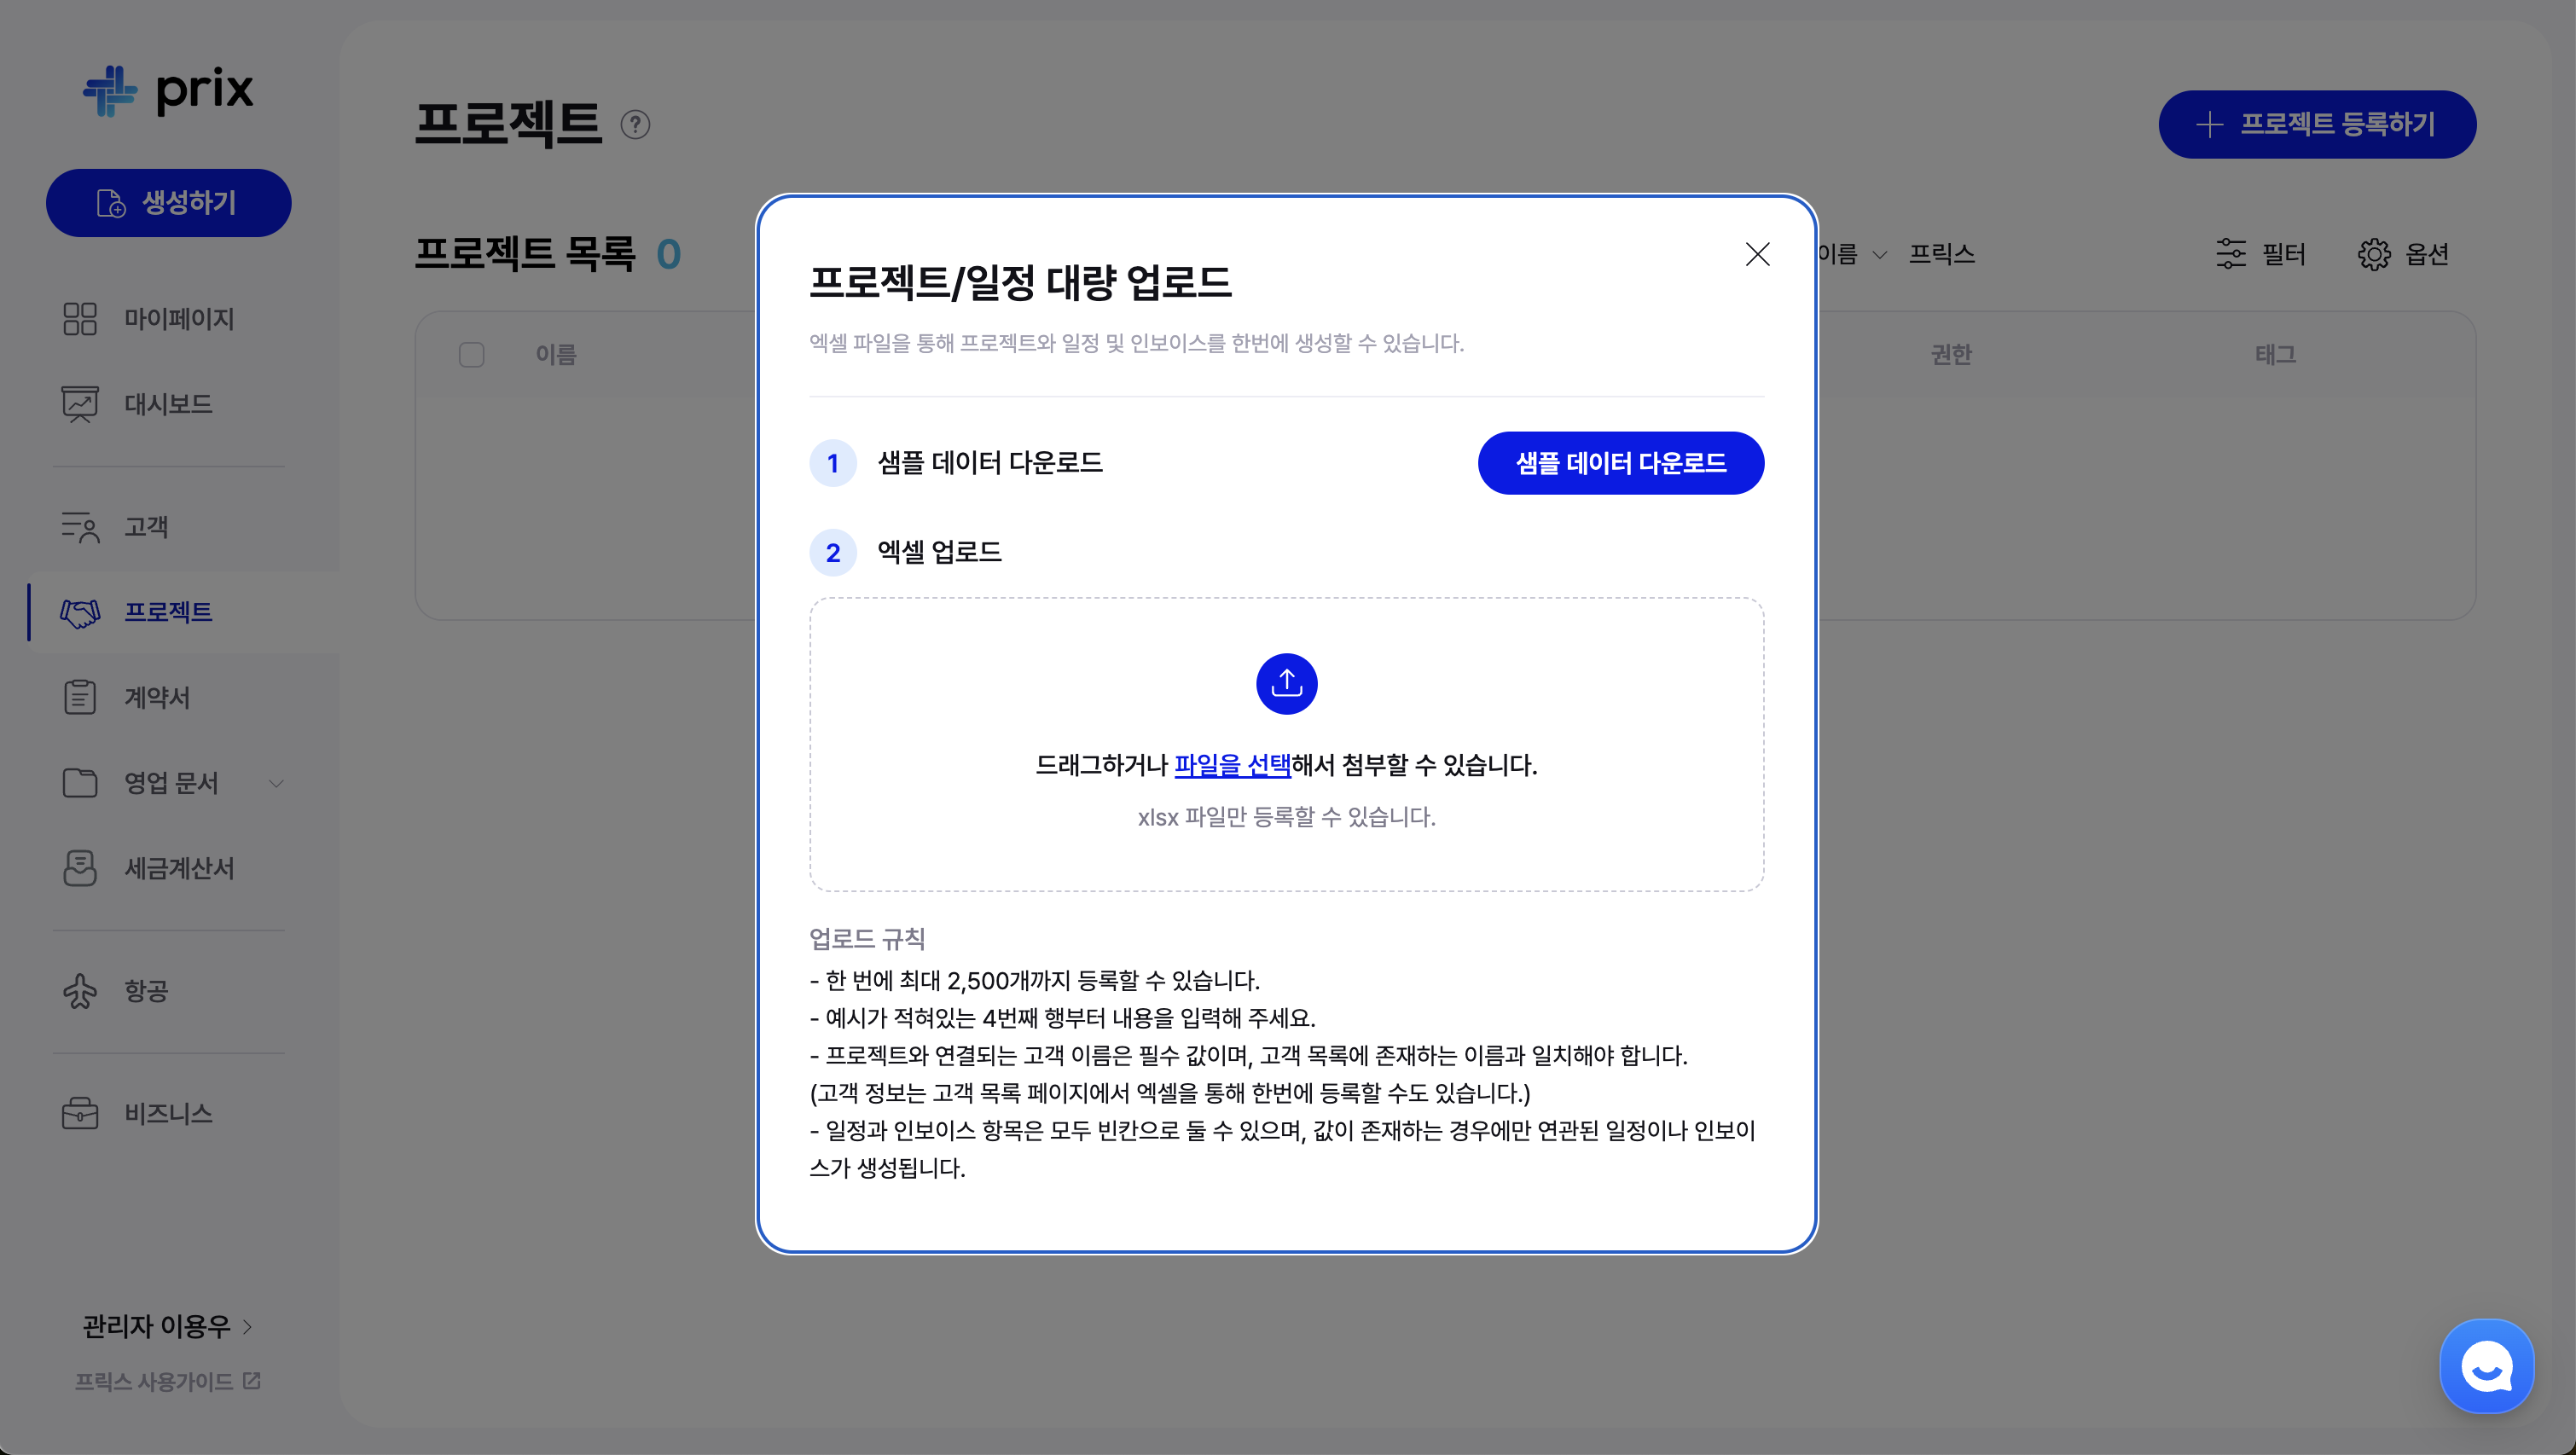 prix
생성하기
마이페이지
대시보드
고객
프로젝트
계약서
영업 문서
세금계산서
항공
비즈니스
관리자 이용우
프릭스 사용가이드
프로젝트 ?
프로젝트 등록하기
프로젝트 목록 0
이름 프릭스 필터 옵션
이름 권한 태그
프로젝트/일정 대량 업로드
엑셀 파일을 통해 프로젝트와 일정 및 인보이스를 한번에 생성할 수 있습니다.
1 샘플 데이터 다운로드 샘플 데이터 다운로드
2 엑셀 업로드
드래그하거나 파일을 선택해서 첨부할 수 있습니다.
xlsx 파일만 등록할 수 있습니다.
업로드 규칙
- 한 번에 최대 2,500개까지 등록할 수 있습니다.
- 예시가 적혀있는 4번째 행부터 내용을 입력해 주세요.
- 프로젝트와 연결되는 고객 이름은 필수 값이며, 고객 목록에 존재하는 이름과 일치해야 합니다.
(고객 정보는 고객 목록 페이지에서 엑셀을 통해 한번에 등록할 수도 있습니다.)
- 일정과 인보이스 항목은 모두 빈칸으로 둘 수 있으며, 값이 존재하는 경우에만 연관된 일정이나 인보이
스가 생성됩니다.